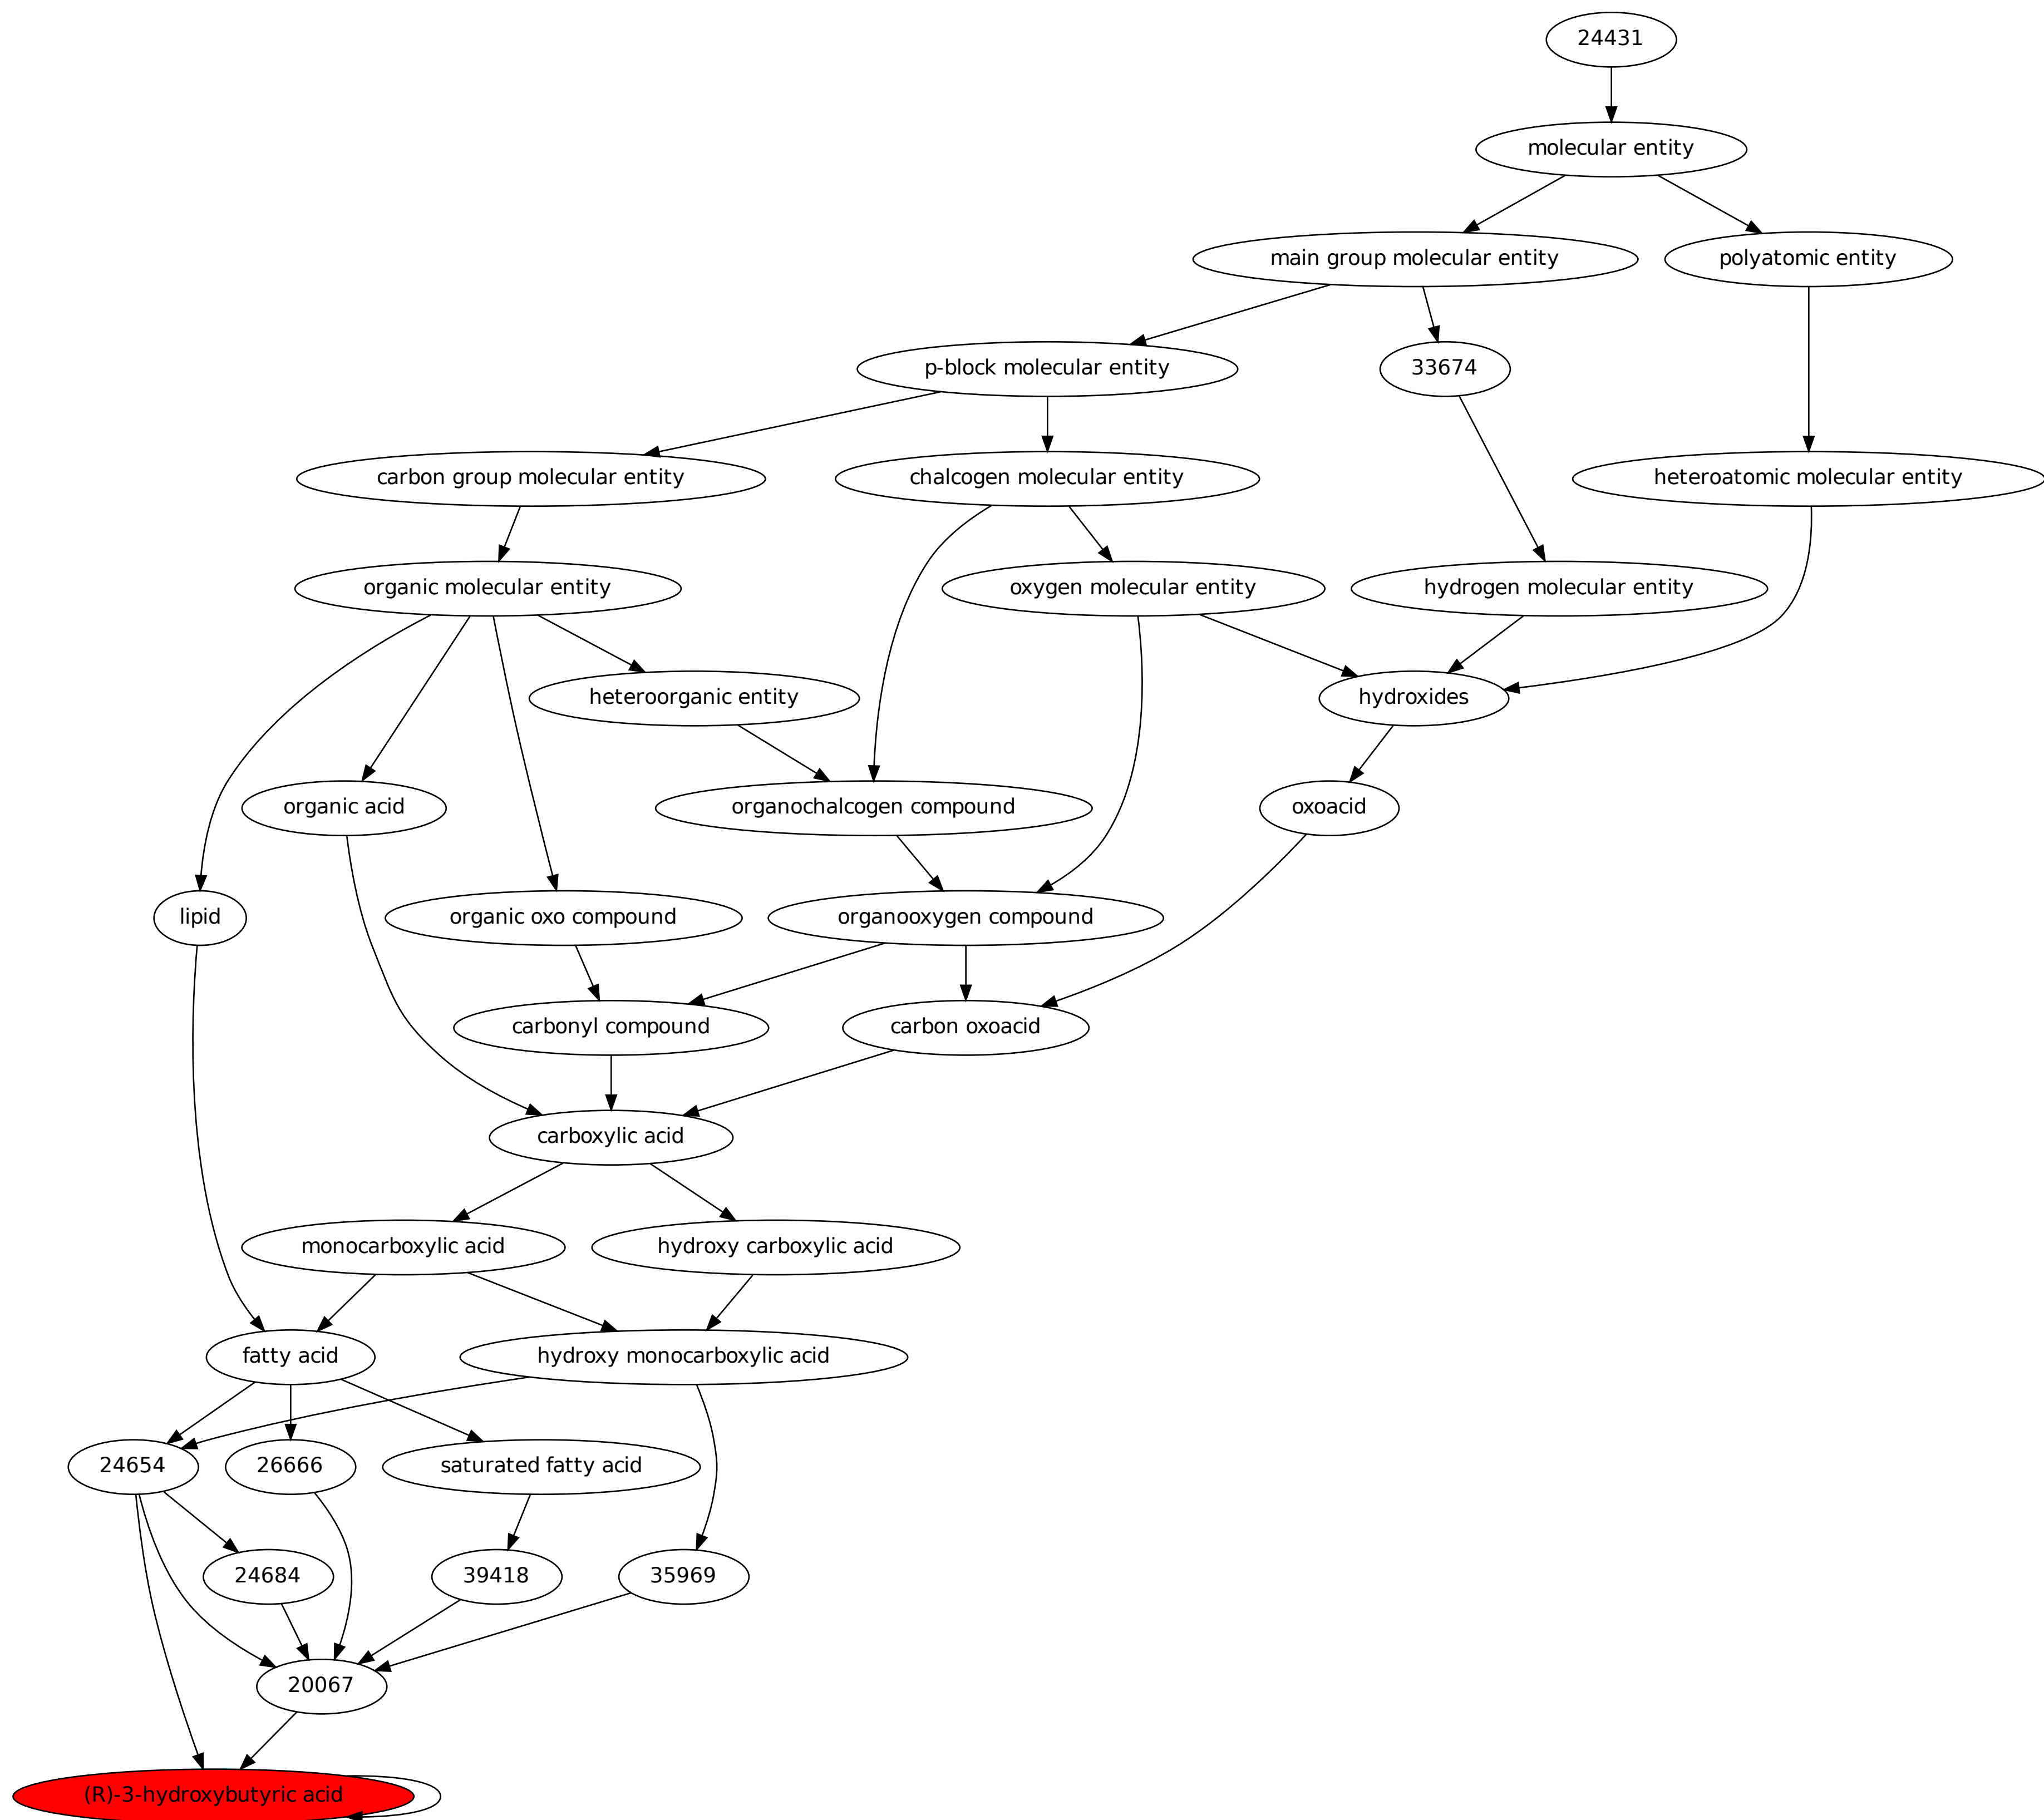 24431
molecular entity
main group molecular entity
polyatomic entity
p-block molecular entity
33674
carbon group molecular entity
chalcogen molecular entity
heteroatomic molecular entity
organic molecular entity
oxygen molecular entity
hydrogen molecular entity
heteroorganic entity
hydroxides
organic acid
organochalcogen compound
oxoacid
lipid
organic oxo compound
organooxygen compound
carbonyl compound
carbon oxoacid
carboxylic acid
monocarboxylic acid
hydroxy carboxylic acid
fatty acid
hydroxy monocarboxylic acid
24654
26666
saturated fatty acid
24684
39418
35969
20067
(R)-3-hydroxybutyric acid